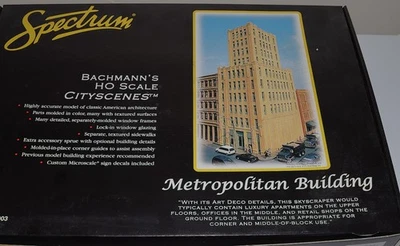 Spectrum
BACHMANN'S
HO SCALE
CITYSCENES™
• Highly accurate model of classic American architecture
• Parts molded in color, many with textured surfaces
• Many detailed, separately-molded window frames
• Lock-in window glazing
• Separate, textured sidewalks
• Extra accessory sprue with optional building details
• Molded-in-place corner guides to assist assembly
• Previous model building experience recommended
• Custom Microscale® sign decals included
Metropolitan Building
"WITH ITS ART DECO DETAILS, THIS SKYSCRAPER WOULD
TYPICALLY CONTAIN LUXURY APARTMENTS ON THE UPPER
FLOORS, OFFICES IN THE MIDDLE, AND RETAIL SHOPS ON THE
GROUND FLOOR. THE BUILDING IS APPROPRIATE FOR
CORNER AND MIDDLE-OF-BLOCK USE."
003